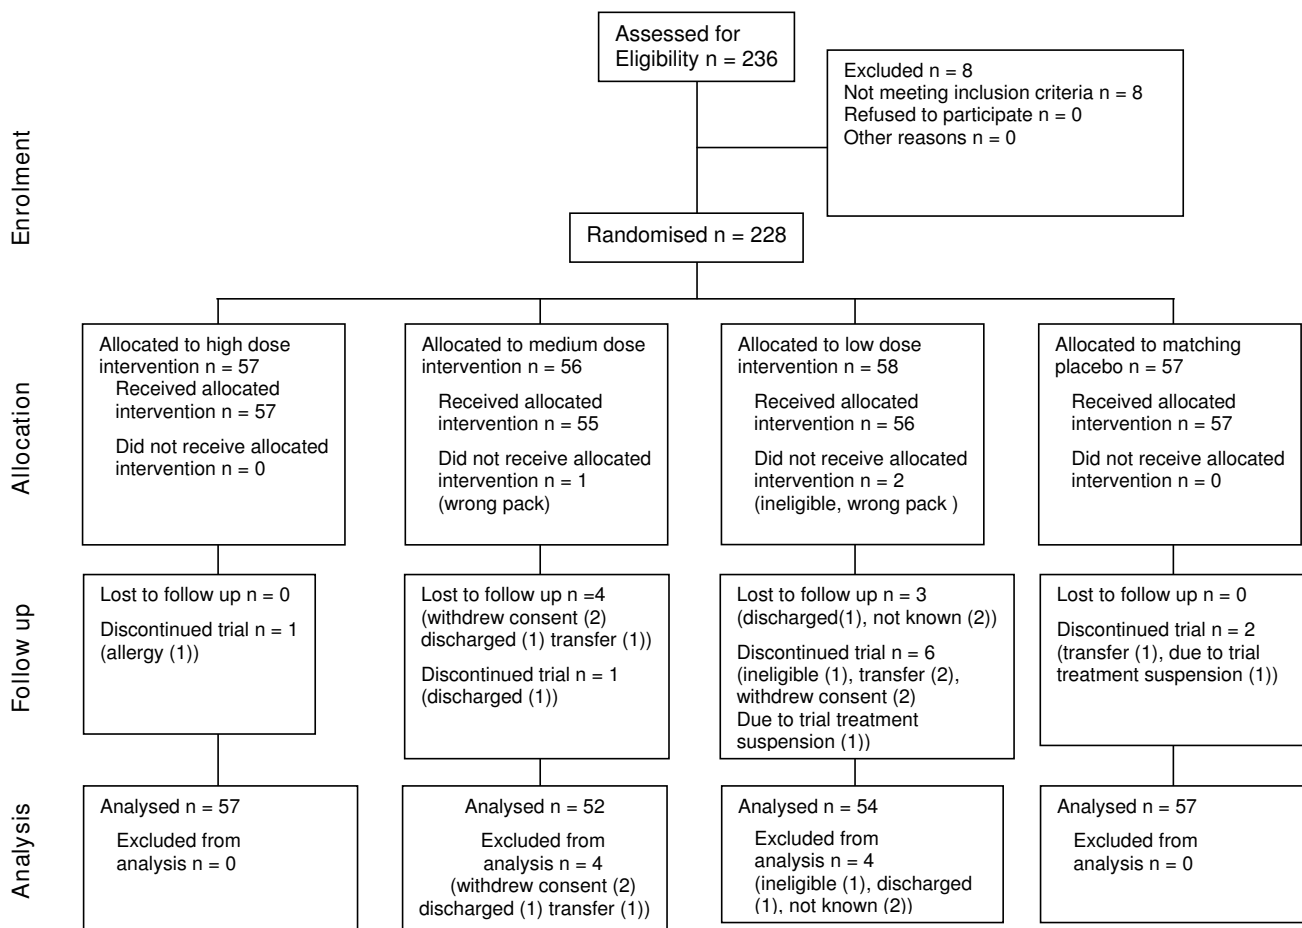 Assessed for
Eligibility n = 236
Excluded n = 8
Not meeting inclusion criteria n = 8
Refused to participate n = 0
Other reasons n = 0
Enrolment
Randomised n = 228
Allocation
Allocated to high dose
intervention n = 57
Received allocated
intervention n = 57
Did not receive allocated
intervention n = 0
Allocated to medium dose
intervention n = 56
Received allocated
intervention n = 55
Did not receive allocated
intervention n = 1
(wrong pack)
Allocated to low dose
intervention n = 58
Received allocated
intervention n = 56
Did not receive allocated
intervention n = 2
(ineligible, wrong pack )
Allocated to matching
placebo n = 57
Received allocated
intervention n = 57
Did not receive allocated
intervention n = 0
Follow up
Lost to follow up n = 0
Discontinued trial n = 1
(allergy (1))
Lost to follow up n =4
(withdrew consent (2)
discharged (1) transfer (1))
Discontinued trial n = 1
(discharged (1))
Lost to follow up n = 3
(discharged(1), not known (2))
Discontinued trial n = 6
(ineligible (1), transfer (2),
withdrew consent (2)
Due to trial treatment
suspension (1))
Lost to follow up n = 0
Discontinued trial n = 2
(transfer (1), due to trial
treatment suspension (1))
Analysis
Analysed n = 57
Excluded from
analysis n = 0
Analysed n = 52
Excluded from
analysis n = 4
(withdrew consent (2)
discharged (1) transfer (1))
Analysed n = 54
Excluded from
analysis n = 4
(ineligible (1), discharged
(1), not known (2))
Analysed n = 57
Excluded from
analysis n = 0